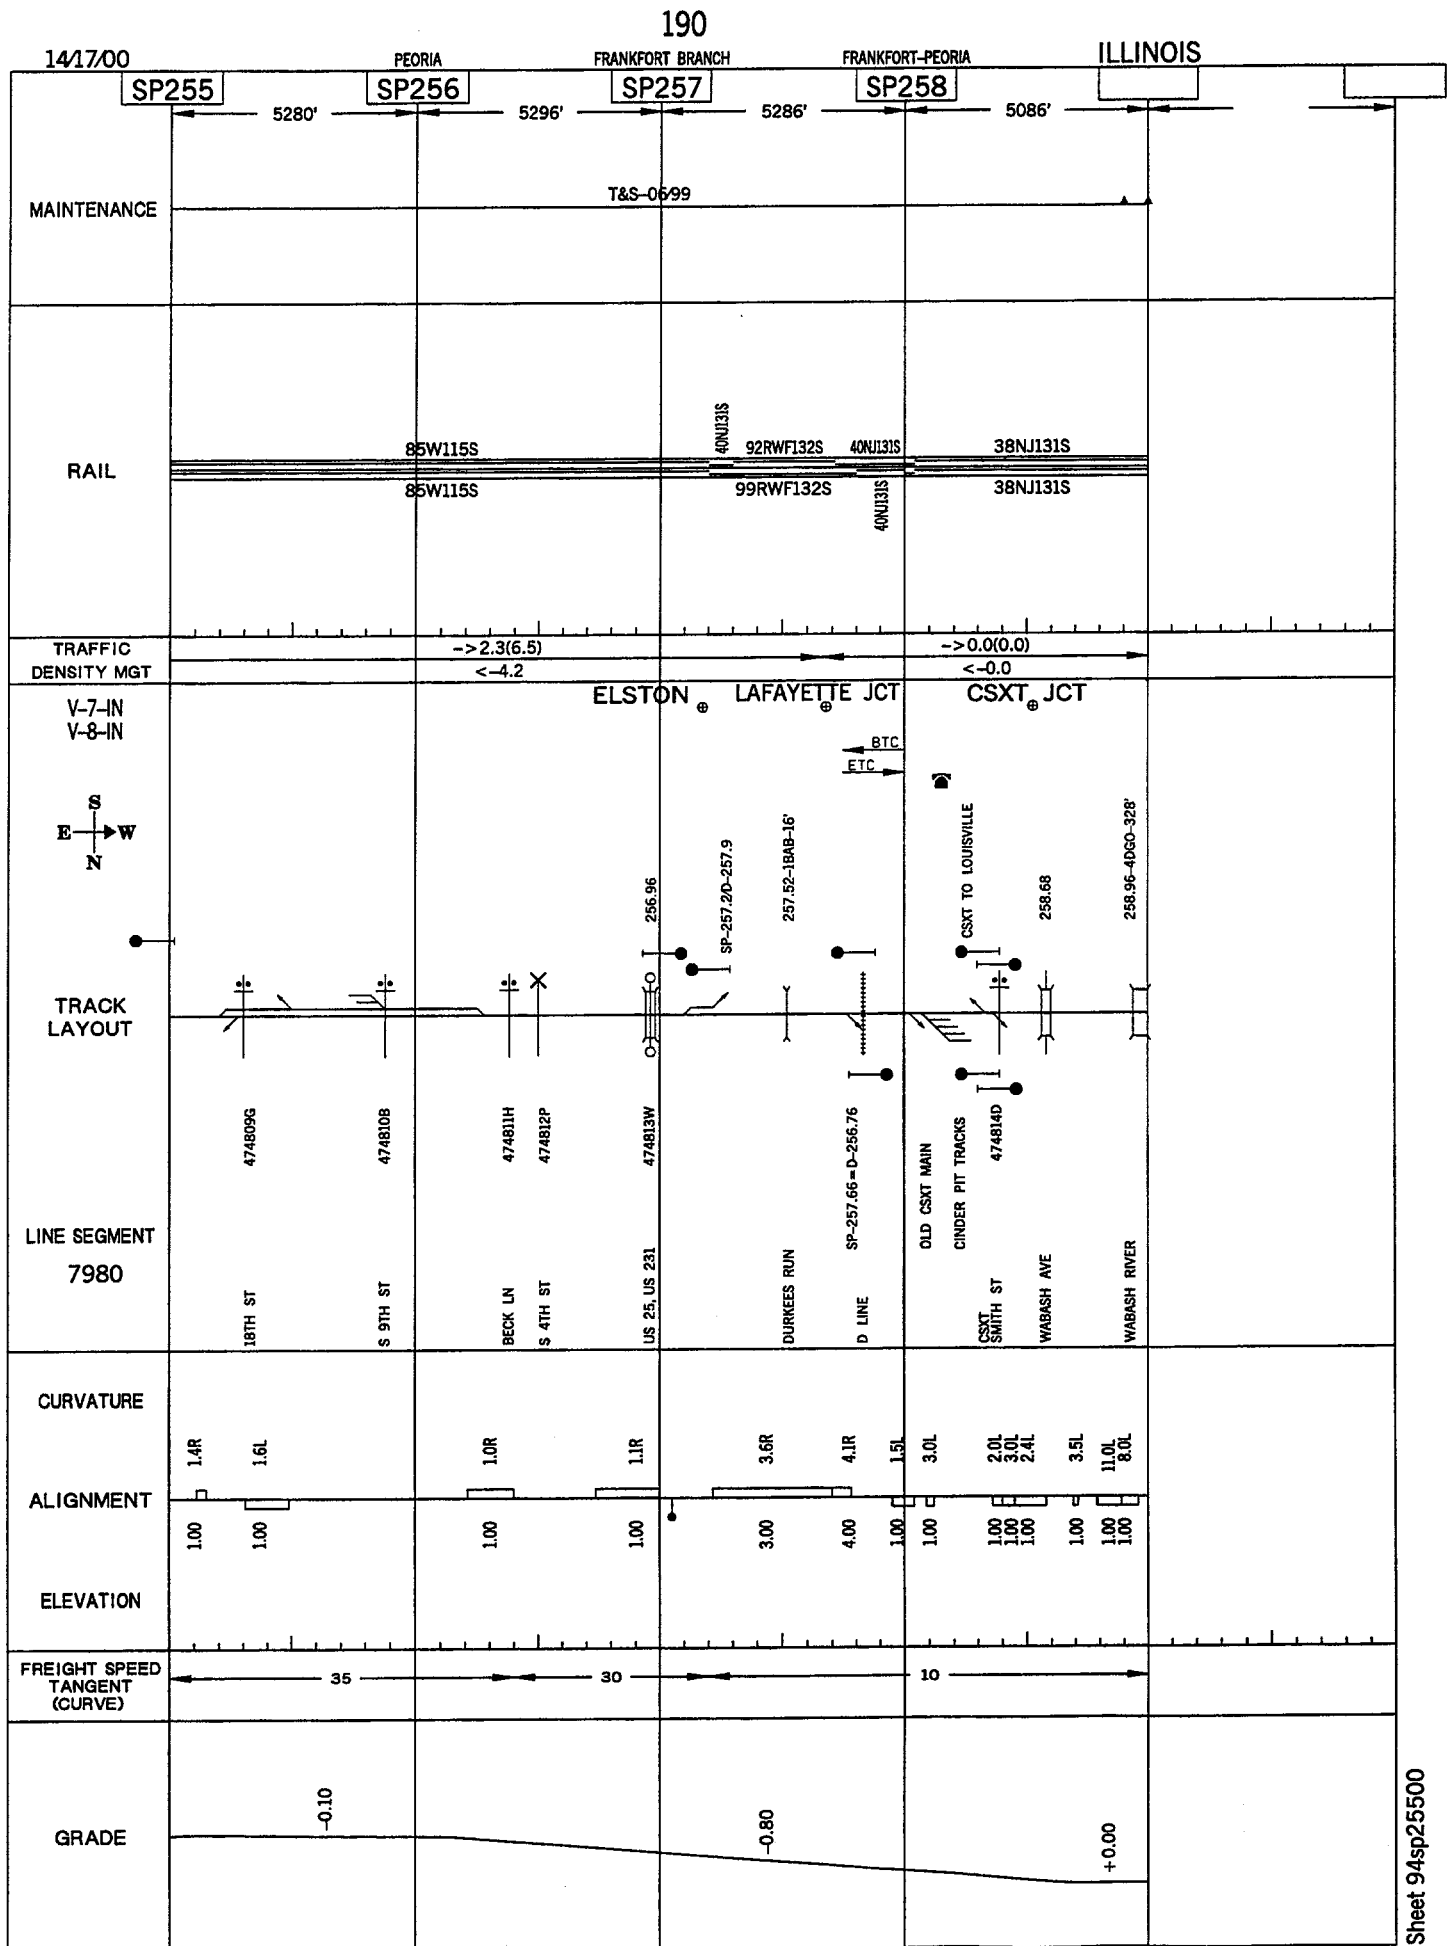 190
14/17/00
PEORIA
FRANKFORT BRANCH
FRANKFORT-PEORIA
ILLINOIS
SP255
SP256
SP257
SP258
5280'
5296'
5286'
5086'
MAINTENANCE
T&S-06/99
RAIL
85W115S
40NJ131S
92RWF132S
40NJ131S
38NJ131S
85W115S
99RWF132S
40NJ131S
38NJ131S
TRAFFIC
DENSITY MGT
->2.3(6.5)
<-4.2
->0.0(0.0)
<-0.0
V-7-IN
V-8-IN
ELSTON
LAFAYETTE JCT
CSXT JCT
BTC
ETC
S
E W
N
256.96
SP-257.2/D-257.9
257.52-1BAB-16'
CSXT TO LOUISVILLE
258.68
258.96-4DGO-328'
TRACK
LAYOUT
474809G
474810B
474811H
474812P
474813W
SP-257.66=D-256.76
OLD CSXT MAIN
CINDER PIT TRACKS
474814D
LINE SEGMENT
7980
18TH ST
S 9TH ST
BECK LN
S 4TH ST
US 25, US 231
DURKEES RUN
D LINE
CSXT
SMITH ST
WABASH AVE
WABASH RIVER
CURVATURE
1.4R
1.6L
1.0R
1.1R
3.6R
4.1R
1.5L
3.0L
2.0L
3.0L
2.4L
3.5L
11.0L
8.0L
ALIGNMENT
1.00
1.00
1.00
1.00
3.00
4.00
1.00
1.00
1.00
1.00
1.00
1.00
1.00
1.00
ELEVATION
FREIGHT SPEED
TANGENT
(CURVE)
35
30
10
GRADE
-0.10
-0.80
+0.00
Sheet 94sp25500